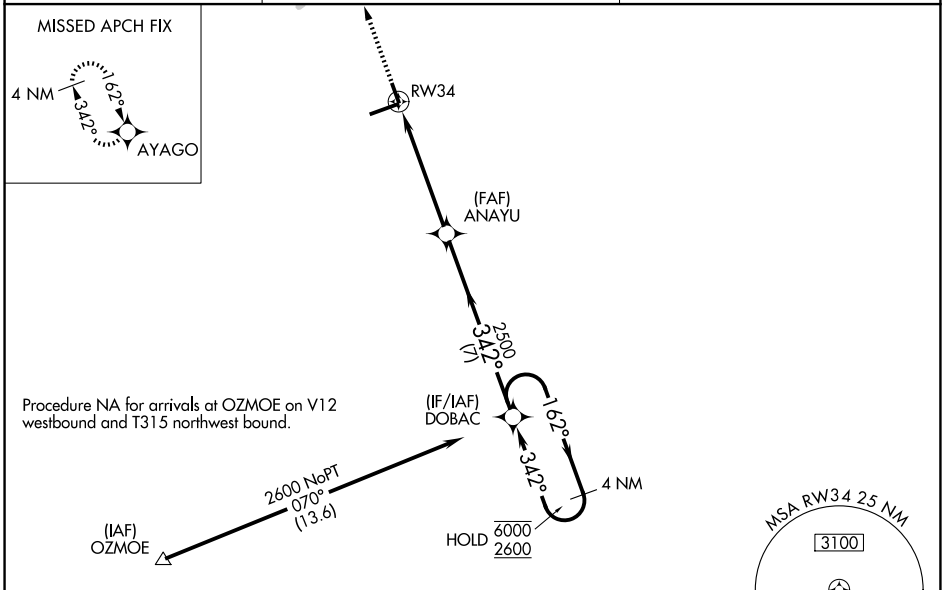 MISSED APCH FIX
4 NM
162°
342°
AYAGO
RW34
(FAF)
ANAYU
2500
342°
(7)
Procedure NA for arrivals at OZMOE on V12
westbound and T315 northwest bound.
(IF/IAF)
DOBAC
162°
342°
4 NM
HOLD
6000
2600
2600 NoPT
070°
(13.6)
(IAF)
OZMOE
MSA RW34 25 NM
3100